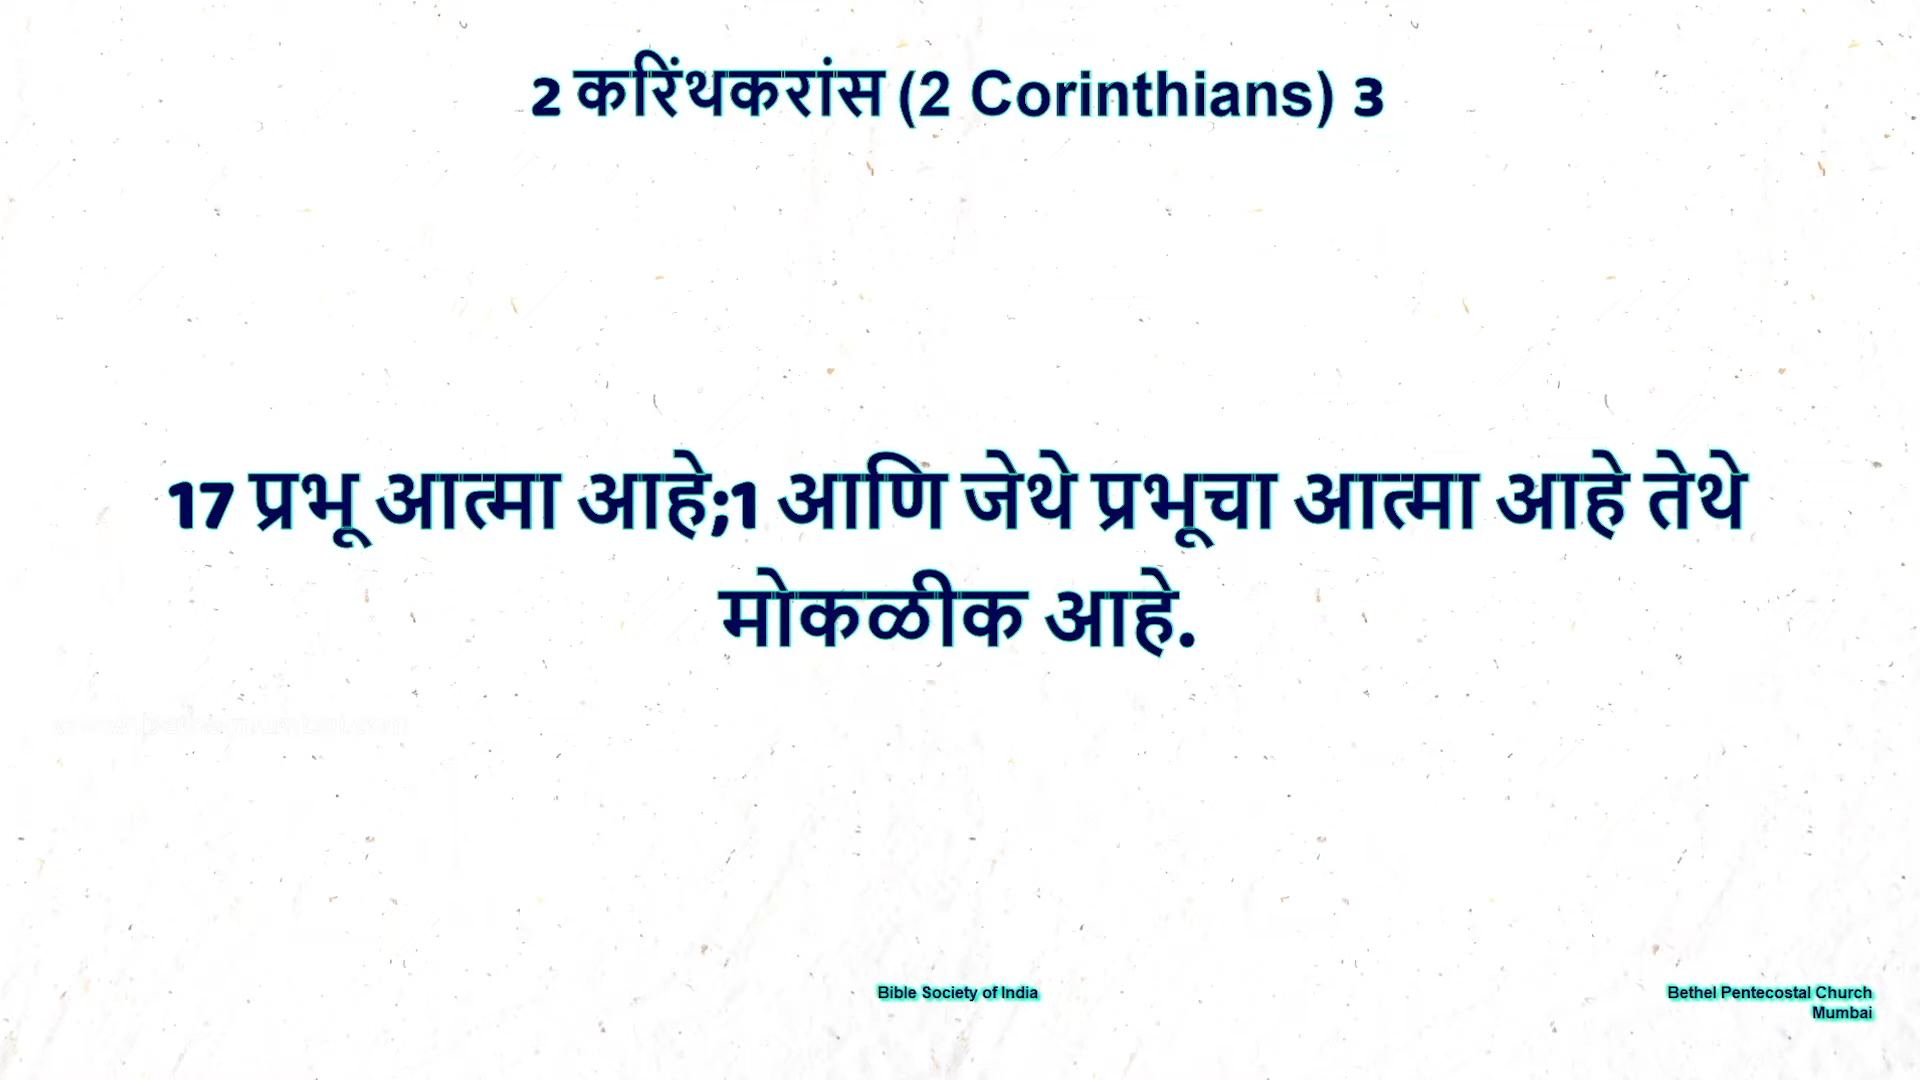 2 करिंथकरांस (2 Corinthians) 3
17 प्रभू आत्मा आहे;1 आणि जेथे प्रभूचा आत्मा आहे तेथे
मोकळीक आहे.
Bible Society of India
Bethel Pentecostal Church
Mumbai